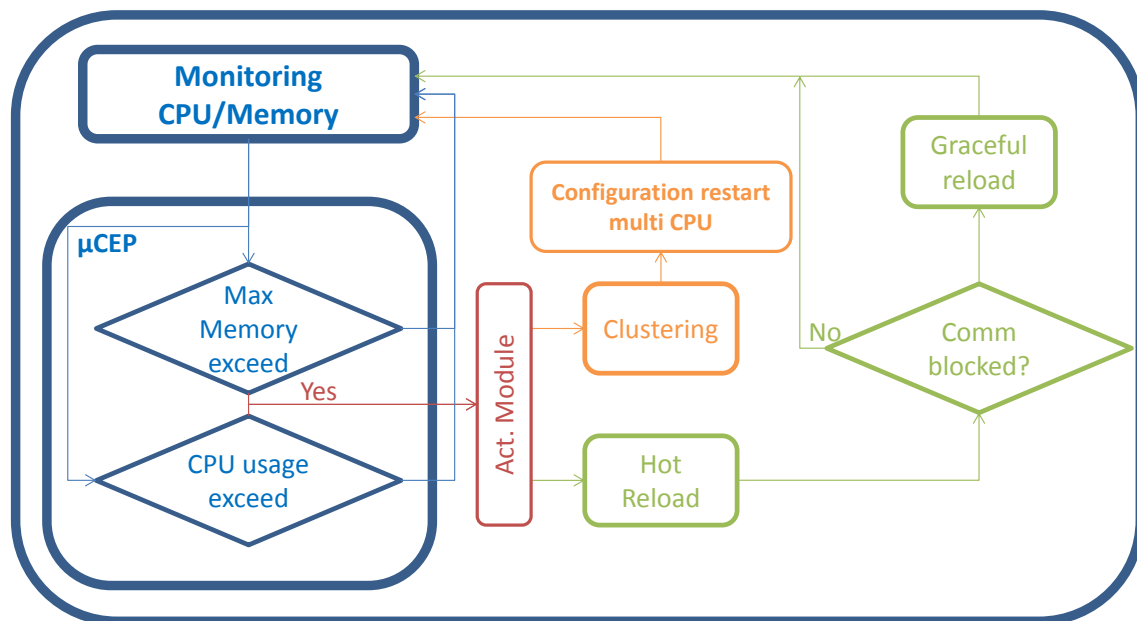 Monitoring
CPU/Memory
µCEP
Max
Memory
exceed
Yes
CPU usage
exceed
Act. Module
Configuration restart
multi CPU
Clustering
Hot
Reload
Graceful
reload
No
Comm
blocked?